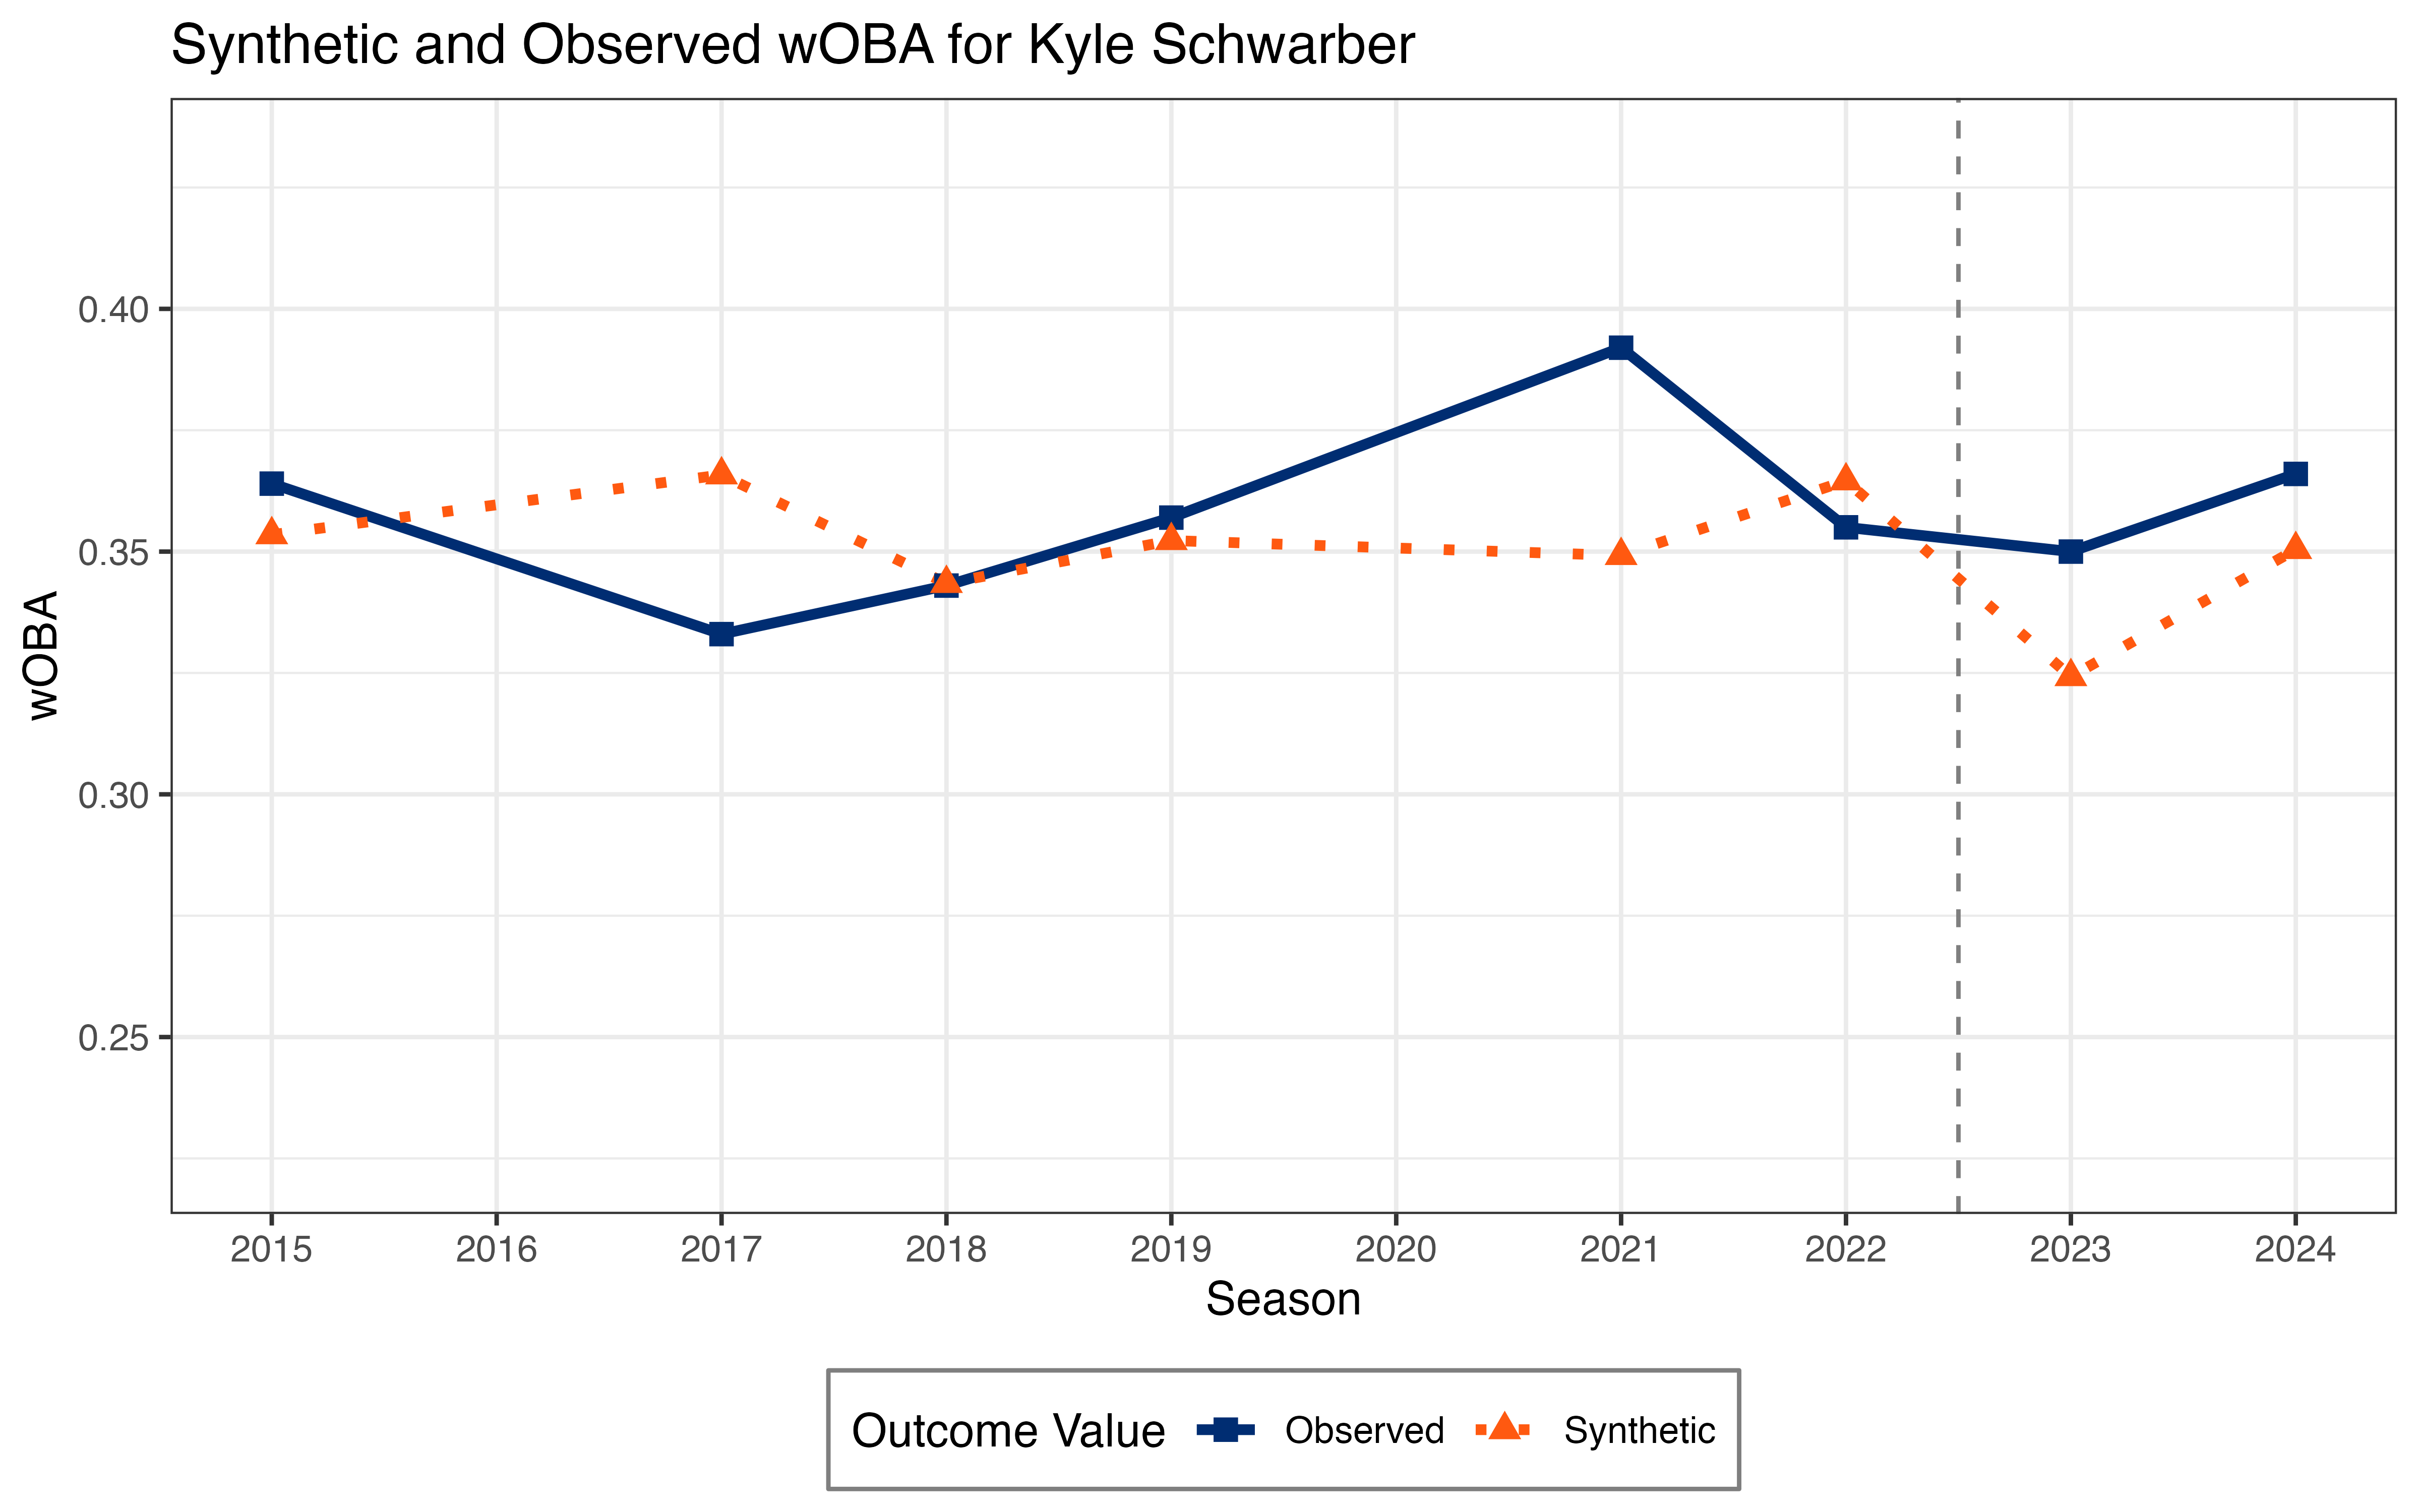 Synthetic and Observed wOBA for Kyle Schwarber
0.40
0.35
0.30
0.25
wOBA
2015 2016 2017 2018 2019 2020 2021 2022 2023 2024
Season
Outcome Value Observed Synthetic